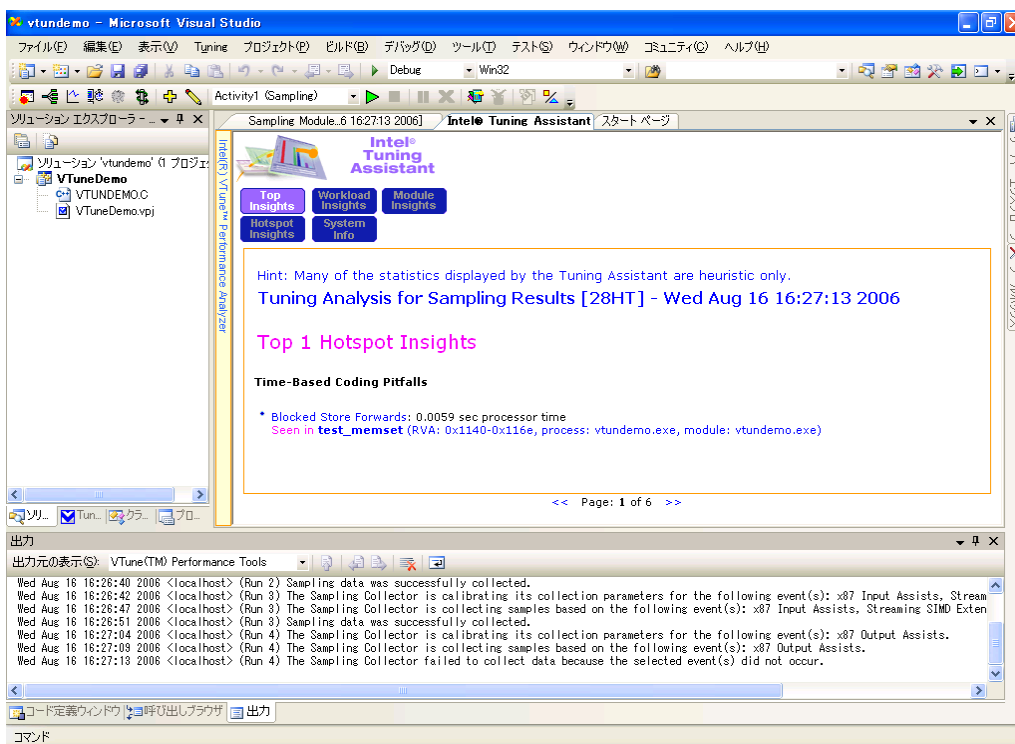 vtundemo - Microsoft Visual Studio
ファイル(F) 編集(E) 表示(V) Tuning プロジェクト(P) ビルド(B) デバッグ(D) ツール(T) テスト(S) ウィンドウ(W) コミュニティ(C) ヘルプ(H)
Debug Win32
Activity1 (Sampling)
ソリューション エクスプローラ - ...
Sampling Module...6 16:27:13 2006] Intel® Tuning Assistant スタート ページ
ソリューション 'vtundemo' (1 プロジェ
VTuneDemo
VTUNDEMO.C
VTuneDemo.vpj
Intel(R) VTune™ Performance Analyzer
Intel®
Tuning
Assistant
Top Insights
Workload Insights
Module Insights
Hotspot Insights
System Info
Hint: Many of the statistics displayed by the Tuning Assistant are heuristic only.
Tuning Analysis for Sampling Results [28HT] - Wed Aug 16 16:27:13 2006
Top 1 Hotspot Insights
Time-Based Coding Pitfalls
Blocked Store Forwards: 0.0059 sec processor time
Seen in test_memset (RVA: 0x1140-0x116e, process: vtundemo.exe, module: vtundemo.exe)
<< Page: 1 of 6 >>
ソリ... Tun... クラ... プロ...
出力
出力元の表示(S): VTune(TM) Performance Tools
Wed Aug 16 16:26:40 2006 <localhost> (Run 2) Sampling data was successfully collected.
Wed Aug 16 16:26:42 2006 <localhost> (Run 3) The Sampling Collector is calibrating its collection parameters for the following event(s): x87 Input Assists, Stream
Wed Aug 16 16:26:47 2006 <localhost> (Run 3) The Sampling Collector is collecting samples based on the following event(s): x87 Input Assists, Streaming SIMD Exten
Wed Aug 16 16:26:51 2006 <localhost> (Run 3) Sampling data was successfully collected.
Wed Aug 16 16:27:04 2006 <localhost> (Run 4) The Sampling Collector is calibrating its collection parameters for the following event(s): x87 Output Assists.
Wed Aug 16 16:27:09 2006 <localhost> (Run 4) The Sampling Collector is collecting samples based on the following event(s): x87 Output Assists.
Wed Aug 16 16:27:13 2006 <localhost> (Run 4) The Sampling Collector failed to collect data because the selected event(s) did not occur.
コード定義ウィンドウ 呼び出しブラウザ 出力
コマンド